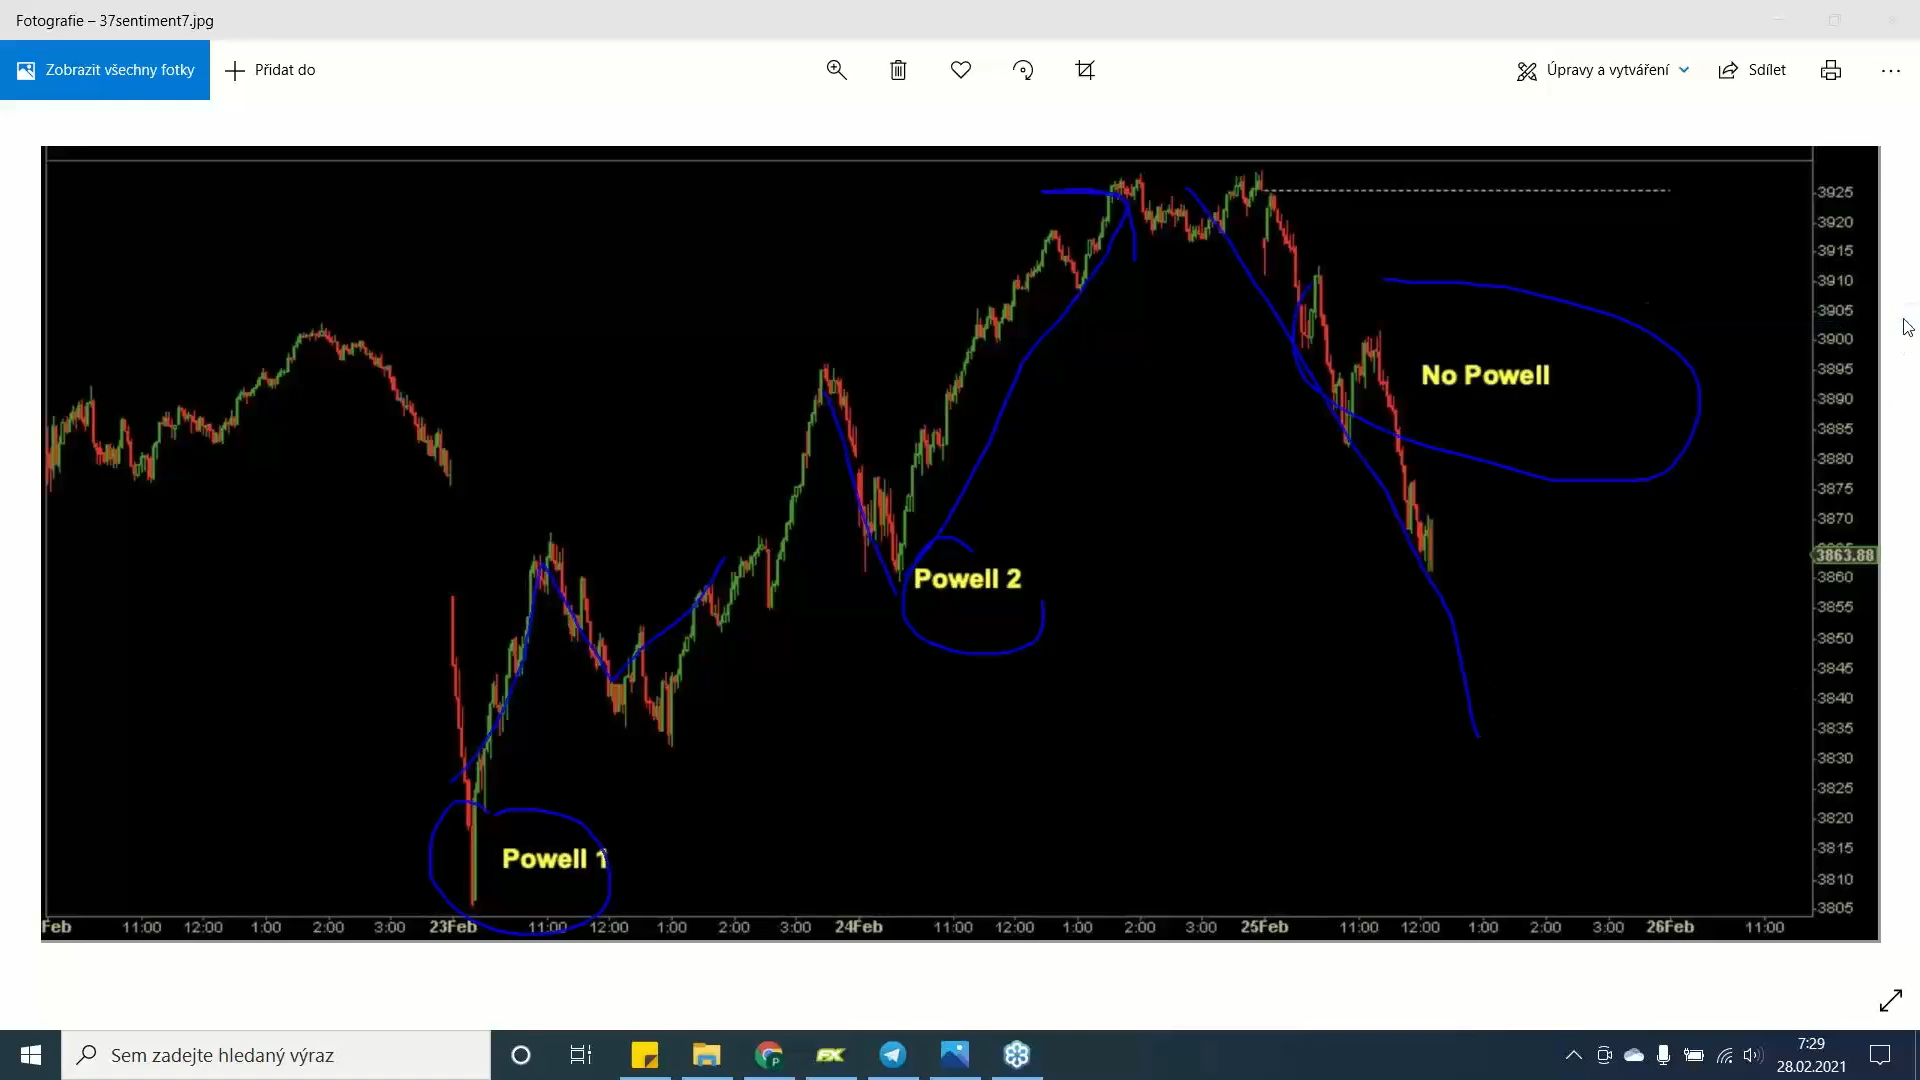 Fotografie – 37sentiment7.jpg
Zobrazit všechny fotky
Přidat do
Úpravy a vytváření
Sdílet
3925
3920
3915
3910
3905
3900
3895
3890
3885
3880
3875
3870
3863.88
3860
3855
3850
3845
3840
3835
3830
3825
3820
3815
3810
3805
No Powell
Powell 2
Powell 1
Feb 11:00 12:00 1:00 2:00 3:00 23Feb 11:00 12:00 1:00 2:00 3:00 24Feb 11:00 12:00 1:00 2:00 3:00 25Feb 11:00 12:00 1:00 2:00 3:00 26Feb 11:00
Sem zadejte hledaný výraz
P
FX
7:29
28.02.2021